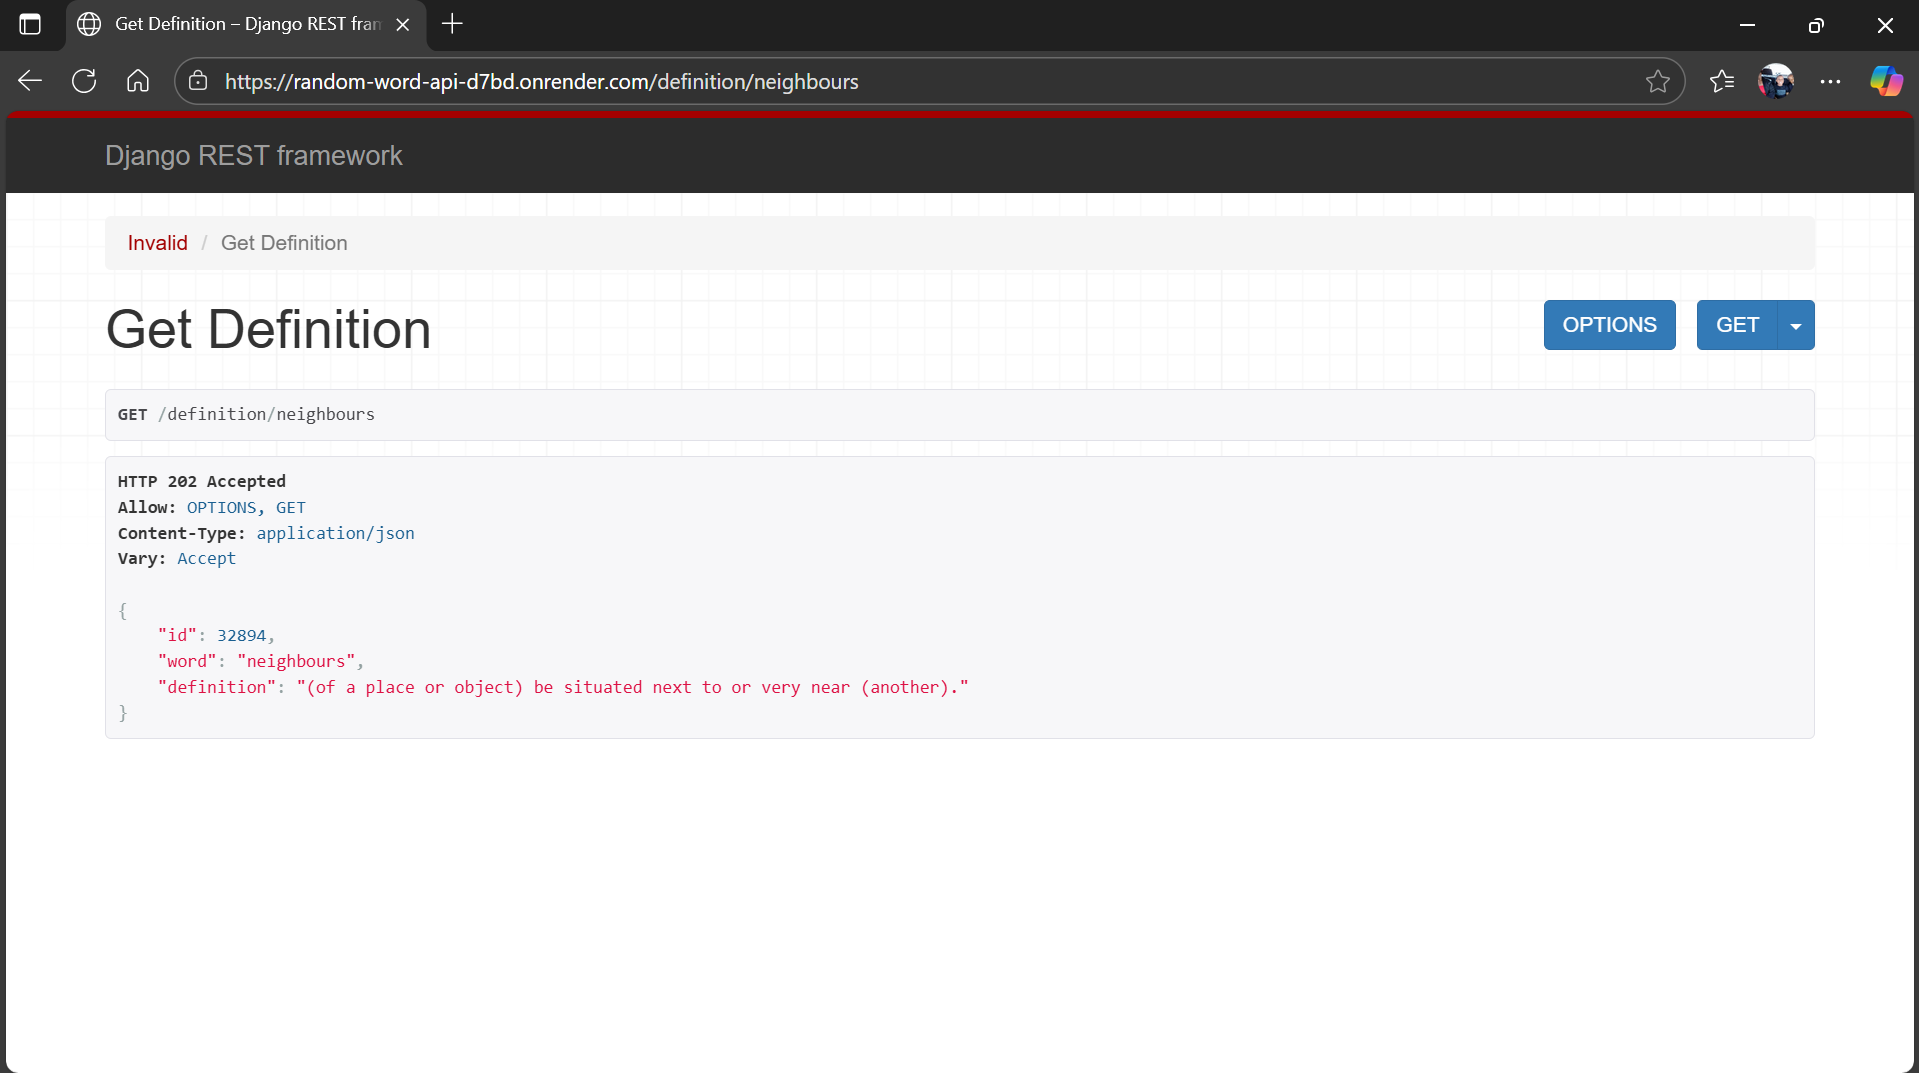 Get Definition – Django REST fran
https://random-word-api-d7bd.onrender.com/definition/neighbours
Django REST framework
Invalid / Get Definition
Get Definition
OPTIONS
GET
GET /definition/neighbours
HTTP 202 Accepted
Allow: OPTIONS, GET
Content-Type: application/json
Vary: Accept
{
"id": 32894,
"word": "neighbours",
"definition": "(of a place or object) be situated next to or very near (another)."
}